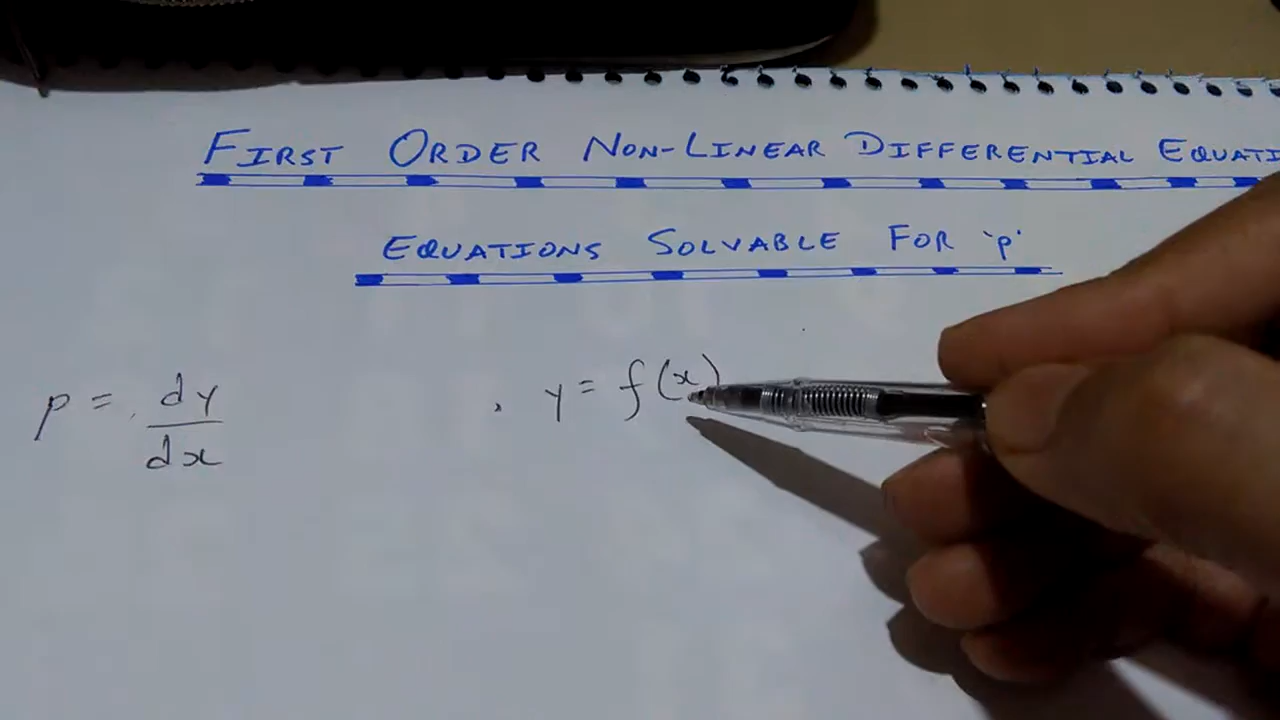 FIRST ORDER NON-LINEAR DIFFERENTIAL EQUATI
EQUATIONS SOLVABLE FOR 'p'
p = dy/dx , y = f(x)